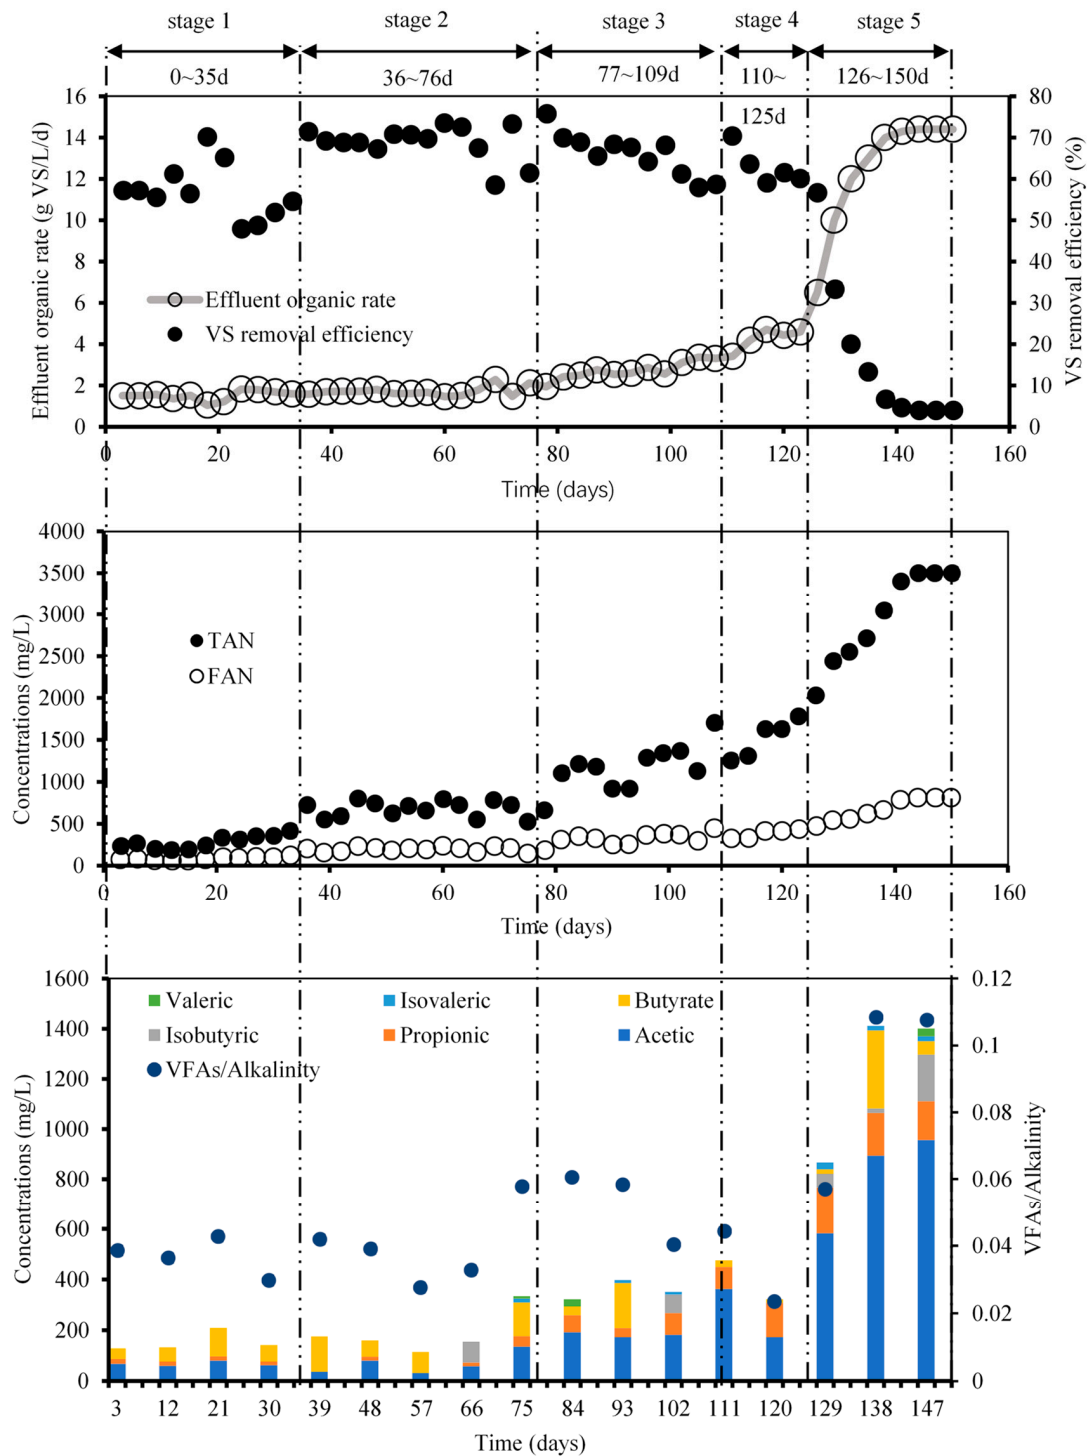 stage 1 stage 2 stage 3 stage 4 stage 5
0~35d 36~76d 77~109d 110~ 126~150d
125d
16 80
14 70
12 60
10 50
8 40
6 30
4 20
2 10
0 0
Effluent organic rate (g VS/L/d)
VS removal efficiency (%)
Effluent organic rate
VS removal efficiency
0 20 40 60 80 100 120 140 160
Time (days)
4000
3500
3000
2500
2000
1500
1000
500
0
Concentrations (mg/L)
TAN
FAN
0 20 40 60 80 100 120 140 160
Time (days)
1600 0.12
1400 0.1
1200
1000 0.08
800 0.06
600 0.04
400
200 0.02
0 0
Concentrations (mg/L)
VFAs/Alkalinity
Valeric Isovaleric Butyrate
Isobutyric Propionic Acetic
VFAs/Alkalinity
3 12 21 30 39 48 57 66 75 84 93 102 111 120 129 138 147
Time (days)